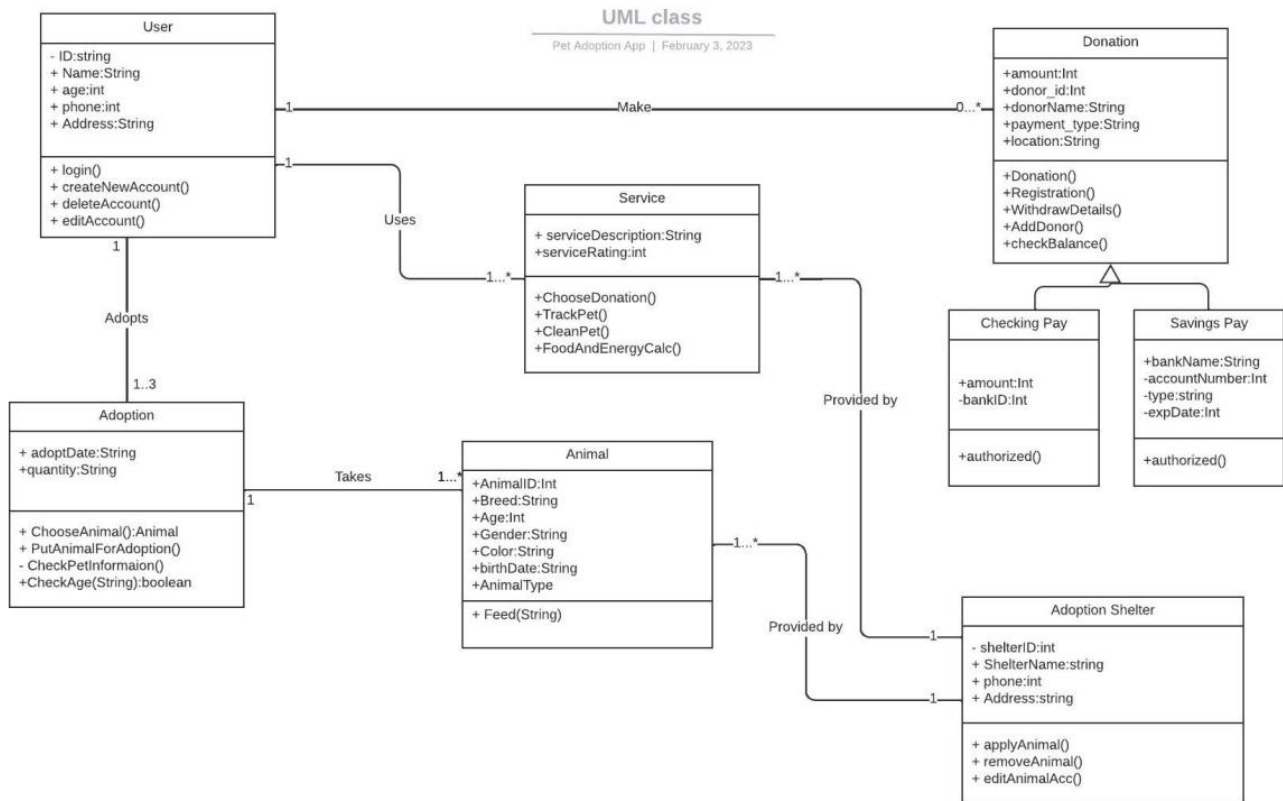 UML class
Pet Adoption App | February 3, 2023
User
- ID:string
+ Name:String
+ age:int
+ phone:int
+ Address:String
+ login()
+ createNewAccount()
+ deleteAccount()
+ editAccount()
1
Make
0...*
Donation
+amount:Int
+donor_id:Int
+donorName:String
+payment_type:String
+location:String
+Donation()
+Registration()
+WithdrawDetails()
+AddDonor()
+checkBalance()
1
Uses
1...*
Service
+ serviceDescription:String
+serviceRating:int
+ChooseDonation()
+TrackPet()
+CleanPet()
+FoodAndEnergyCalc()
1...*
Provided by
1
Checking Pay
+amount:Int
-bankID:Int
+authorized()
Savings Pay
+bankName:String
-accountNumber:Int
-type:string
-expDate:Int
+authorized()
1
Adopts
1..3
Adoption
+ adoptDate:String
+quantity:String
+ ChooseAnimal():Animal
+ PutAnimalForAdoption()
- CheckPetInformaion()
+CheckAge(String):boolean
1
Takes
1...*
Animal
+AnimalID:Int
+Breed:String
+Age:Int
+Gender:String
+Color:String
+birthDate:String
+AnimalType
+ Feed(String)
1...*
Provided by
1
Adoption Shelter
- shelterID:int
+ ShelterName:string
+ phone:int
+ Address:string
+ applyAnimal()
+ removeAnimal()
+ editAnimalAcc()